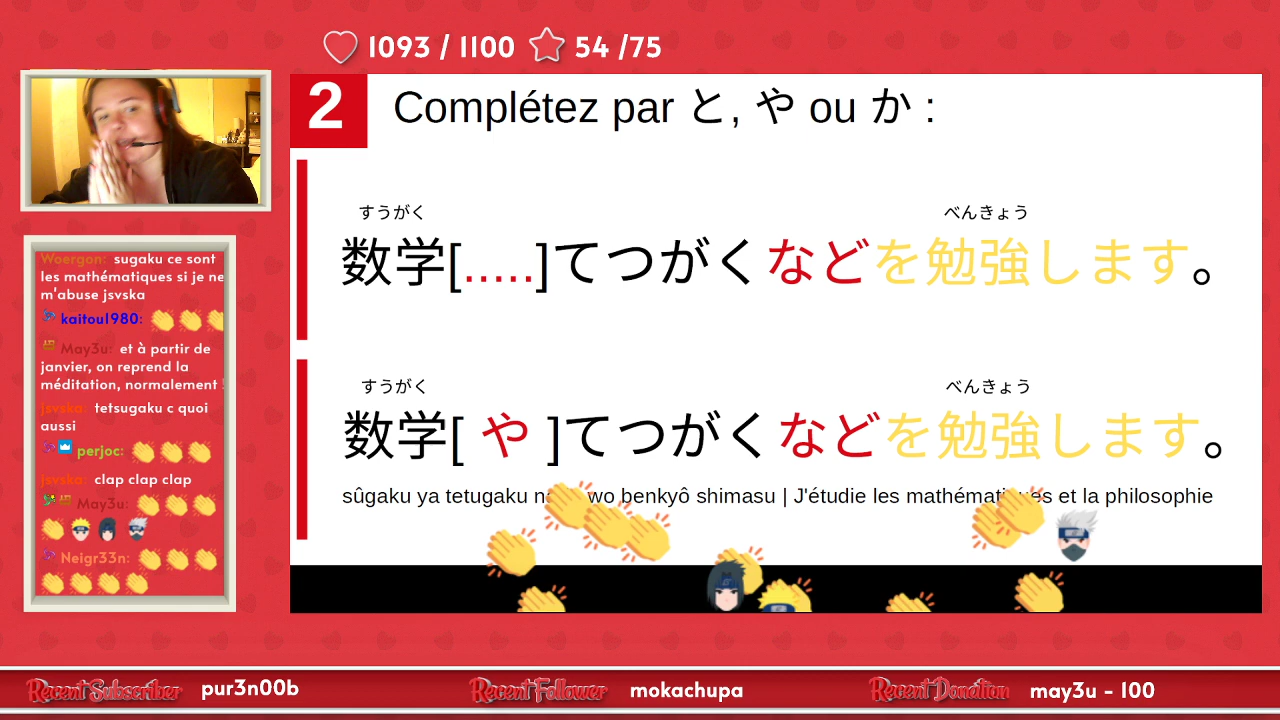 1093 / 1100 54 /75
2 Complétez par と, や ou か :
すうがく べんきょう
数学[.....]てつがくなどを勉強します。
すうがく べんきょう
数学[ や ]てつがくなどを勉強します。
sûgaku ya tetugaku wo benkyô shimasu | J'étudie les et la philosophie
Woergon: sugaku ce sont
les mathématiques si je ne
m'abuse jsvska
kaitou1980:
May3u: et à partir de
janvier, on reprend la
méditation, normalement
jsvska: tetsugaku c quoi
aussi
perjoc:
jsvska: clap clap clap
May3u:
Neigr33n:
Recent Subscriber pur3n00b Recent Follower mokachupa Recent Donation may3u - 100